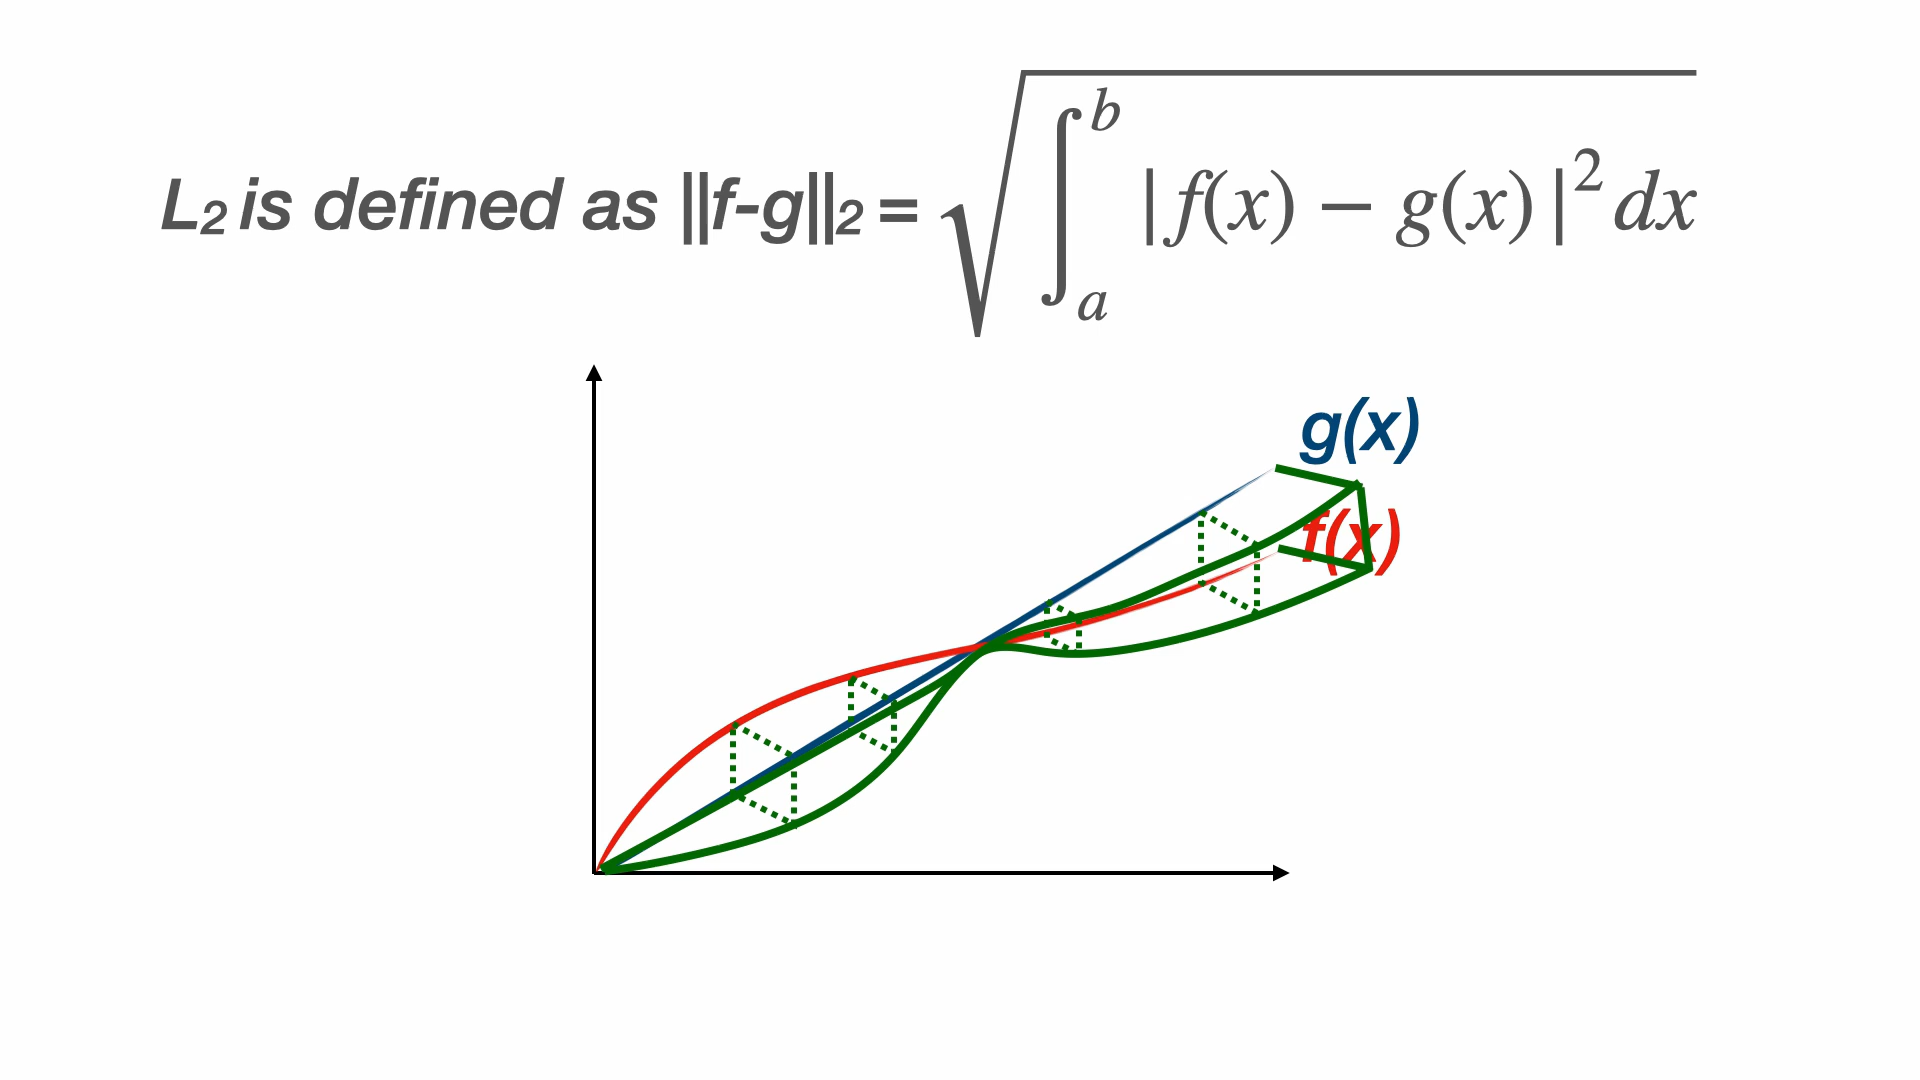 L₂ is defined as ||f-g||₂ = √∫ₐᵇ |f(x) − g(x)|² dx
g(x)
f(x)